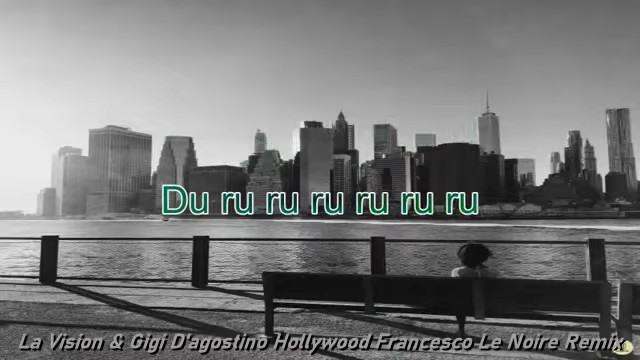 Du ru ru ru ru ru ru
La Vision & Gigi D'agostino Hollywood Francesco Le Noire Remix